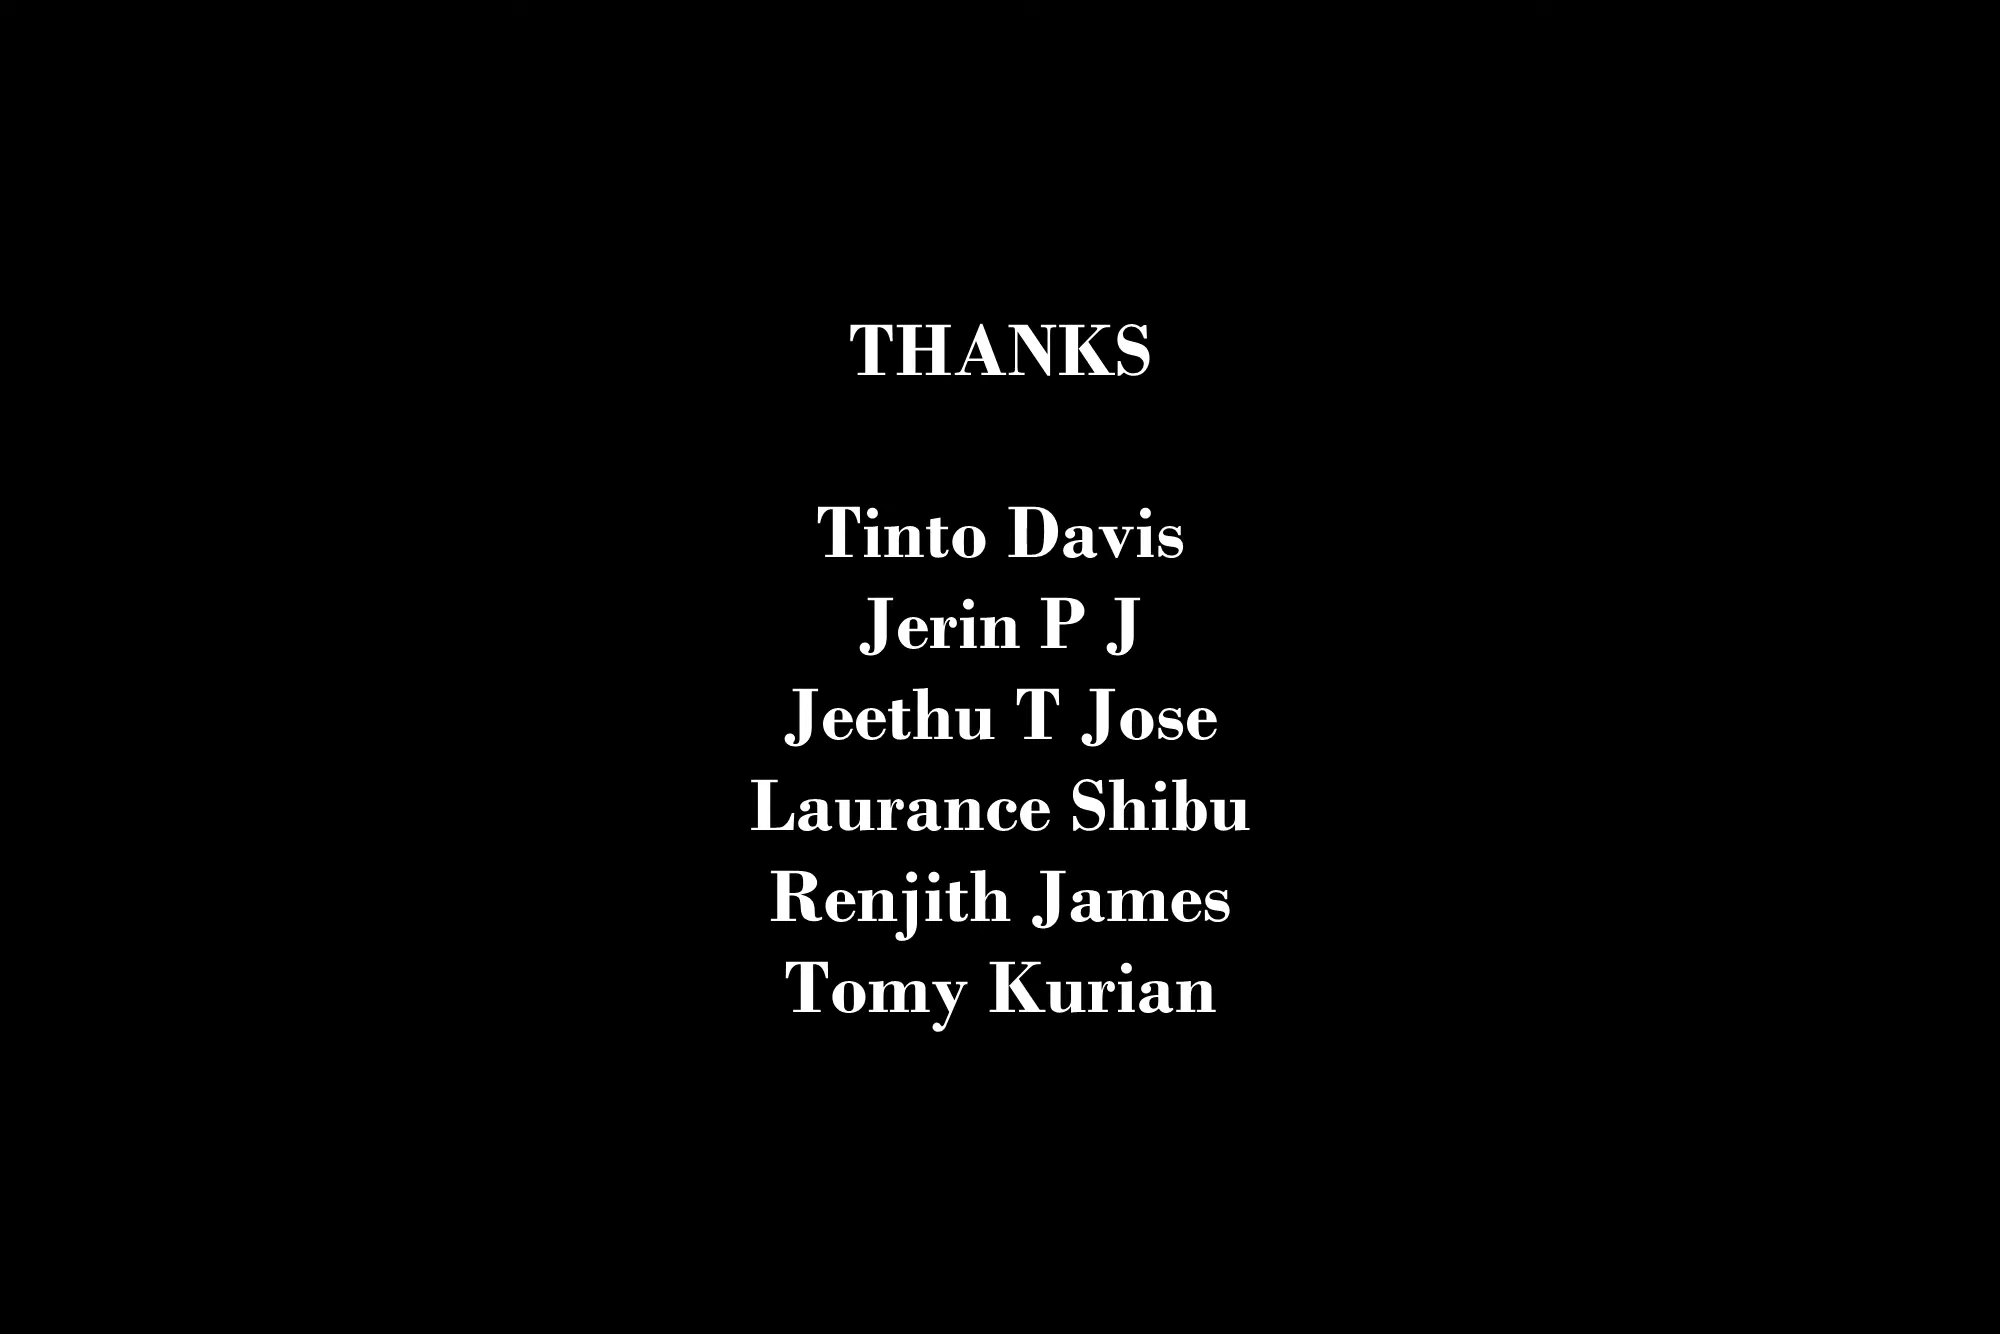 THANKS
Tinto Davis
Jerin P J
Jeethu T Jose
Laurance Shibu
Renjith James
Tomy Kurian